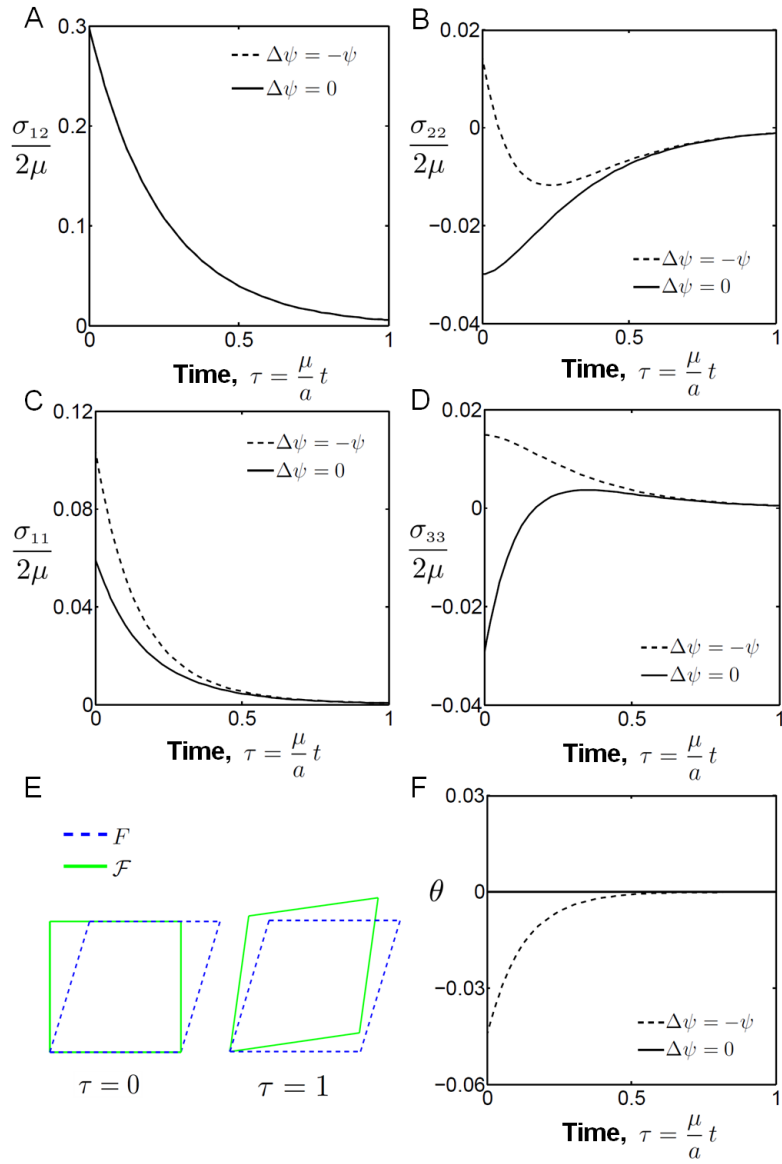 A
0.3
0.2
0.1
0
σ₁₂
2μ
Δψ = −ψ
Δψ = 0
0
0.5
1
Time, τ = μ/a t
B
0.02
0
−0.02
−0.04
σ₂₂
2μ
Δψ = −ψ
Δψ = 0
0
0.5
1
Time, τ = μ/a t
C
0.12
0.08
0.04
0
σ₁₁
2μ
Δψ = −ψ
Δψ = 0
0
0.5
1
Time, τ = μ/a t
D
0.02
0
−0.02
−0.04
σ₃₃
2μ
Δψ = −ψ
Δψ = 0
0
0.5
1
Time, τ = μ/a t
E
F
ℱ
τ = 0
τ = 1
F
0.03
0
−0.03
−0.06
θ
Δψ = −ψ
Δψ = 0
0
0.5
1
Time, τ = μ/a t